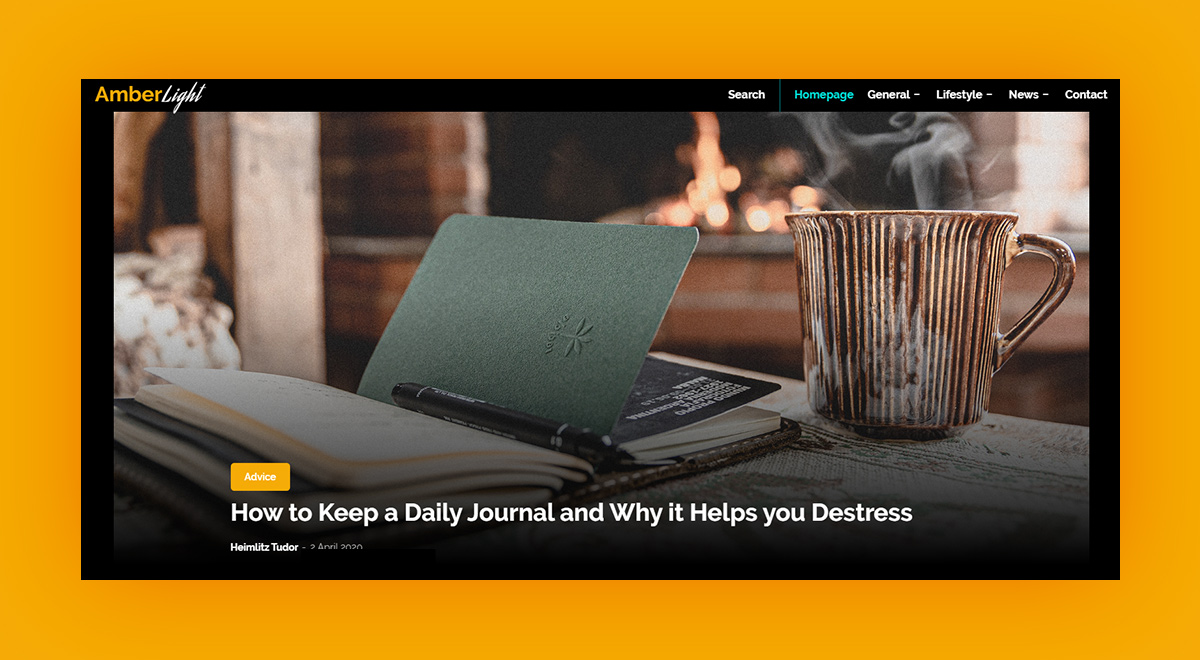 AmberLight
Search
Homepage
General –
Lifestyle –
News –
Contact
Advice
How to Keep a Daily Journal and Why it Helps you Destress
Heimlitz Tudor - 2 April 2020